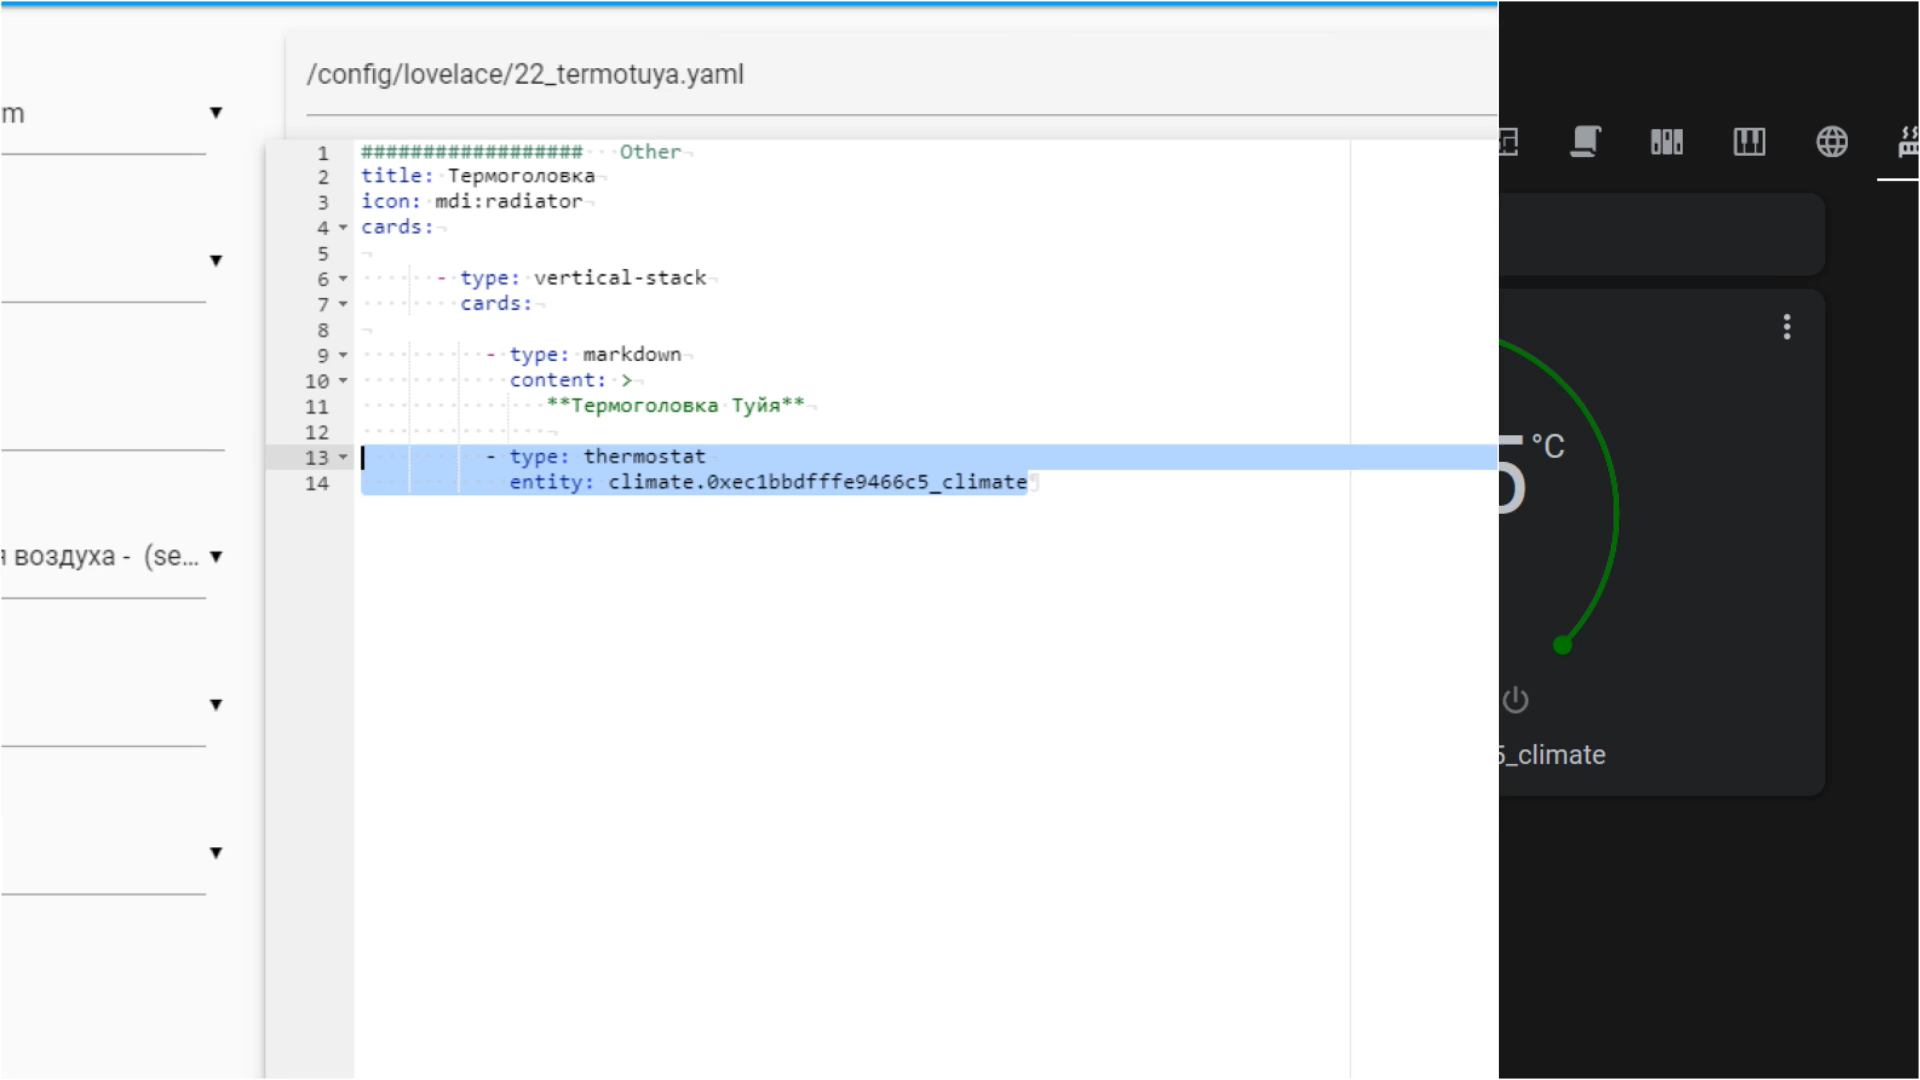 /config/lovelace/22_termotuya.yaml
m
я воздуха - (se...
1 ################## Other
2 title: Термоголовка
3 icon: mdi:radiator
4 cards:
5
6 - type: vertical-stack
7 cards:
8
9 - type: markdown
10 content: >
11 **Термоголовка Туйя**
12
13 - type: thermostat
14 entity: climate.0xec1bbdfffe9466c5_climate
5 °C
5_climate